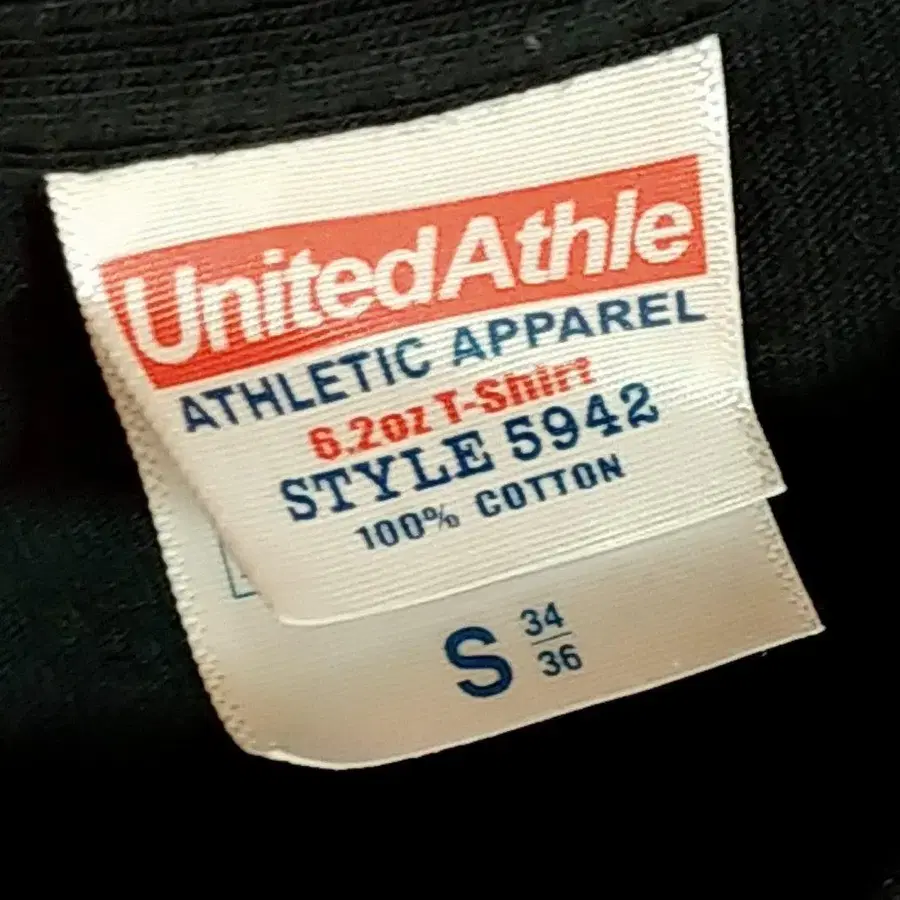 UnitedAthle
ATHLETIC APPAREL
6.2oz T-Shirt
STYLE 5942
100% COTTON
S 34
36